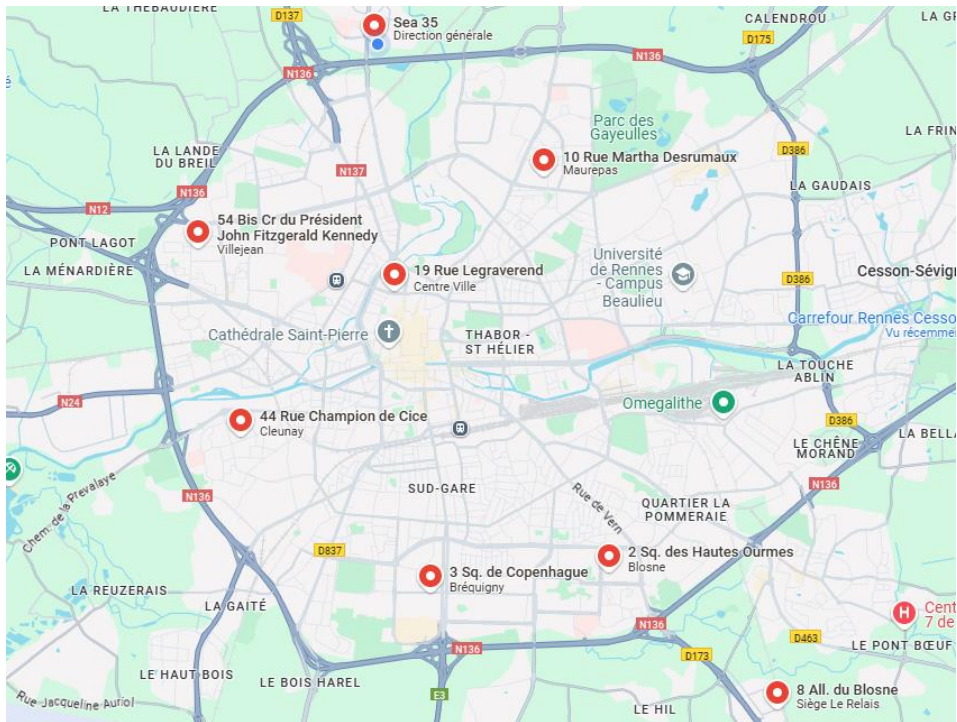 LA THÉBAUDIÈRE
D137
Sea 35
Direction générale
CALENDROU
LA GR
D175
N136
N136
Parc des
Gayeulles
LA FRIN
LA LANDE
DU BREIL
N137
10 Rue Martha Desrumaux
Maurepas
D386
N136
LA GAUDAIS
N12
54 Bis Cr du Président
John Fitzgerald Kennedy
Villejean
PONT LAGOT
LA MÉNARDIÈRE
19 Rue Legraverend
Centre Ville
Université
de Rennes
- Campus
Beaulieu
D386
Cesson-Sévign
Cathédrale Saint-Pierre
THABOR -
ST HÉLIER
Carrefour Rennes Cesso
Vu récemme
LA TOUCHE
ABLIN
N24
44 Rue Champion de Cice
Cleunay
Omegalithe
D386
LE CHÊNE
MORAND
LA BELLA
N136
Chem. de la Prevalaye
SUD-GARE
Rue de Vern
N136
QUARTIER LA
POMMERAIE
D837
2 Sq. des Hautes Ourmes
Blosne
3 Sq. de Copenhague
Bréquigny
LA REUZERAIS
LA GAITÉ
H
Cent
7 de
N136
D463
LE PONT BŒUF
LE HAUT-BOIS
LE BOIS HAREL
N136
D173
E3
Rue Jacqueline Auriol
LE HIL
8 All. du Blosne
Siège Le Relais